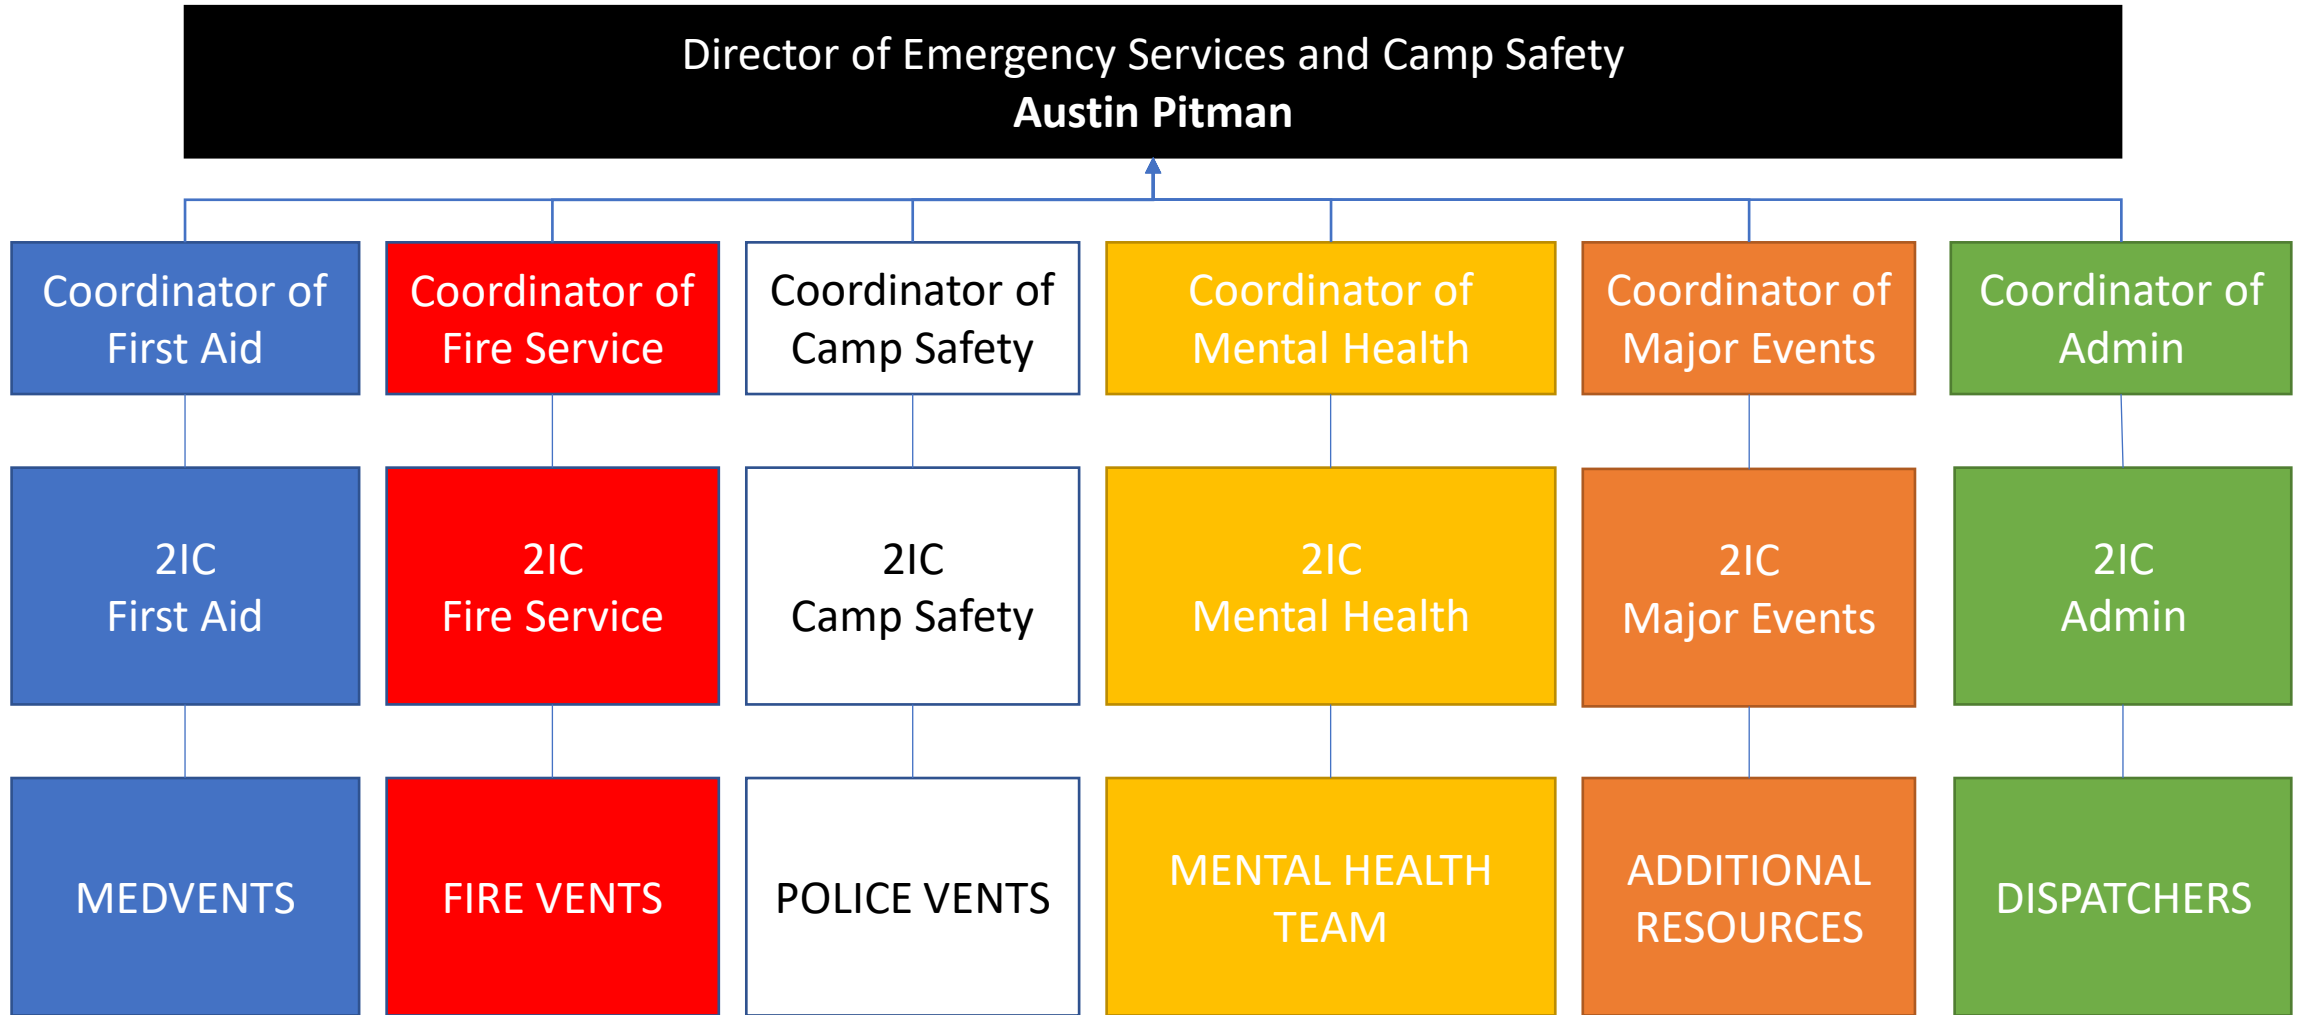 Director of Emergency Services and Camp Safety
Austin Pitman
Coordinator of
First Aid
Coordinator of
Fire Service
Coordinator of
Camp Safety
Coordinator of
Mental Health
Coordinator of
Major Events
Coordinator of
Admin
2IC
First Aid
2IC
Fire Service
2IC
Camp Safety
2IC
Mental Health
2IC
Major Events
2IC
Admin
MEDVENTS
FIRE VENTS
POLICE VENTS
MENTAL HEALTH
TEAM
ADDITIONAL
RESOURCES
DISPATCHERS